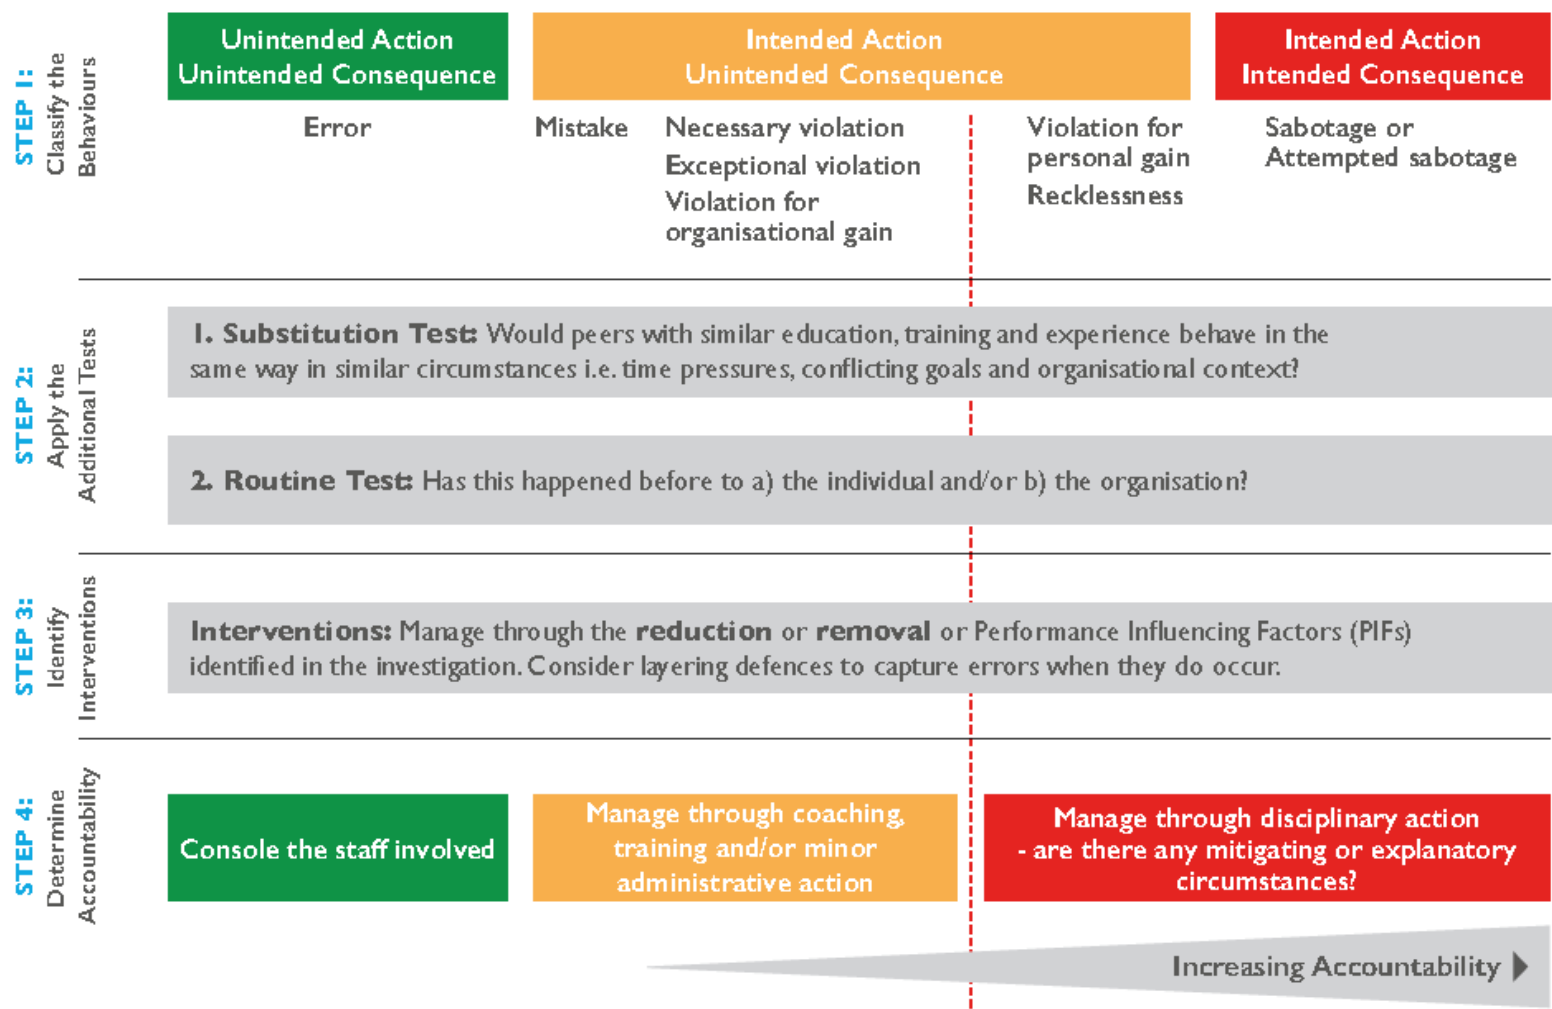 STEP 1:
Classify the
Behaviours
Unintended Action
Unintended Consequence
Intended Action
Unintended Consequence
Intended Action
Intended Consequence
Error
Mistake
Necessary violation
Exceptional violation
Violation for
organisational gain
Violation for
personal gain
Recklessness
Sabotage or
Attempted sabotage
STEP 2:
Apply the
Additional Tests
1. Substitution Test: Would peers with similar education, training and experience behave in the
same way in similar circumstances i.e. time pressures, conflicting goals and organisational context?
2. Routine Test: Has this happened before to a) the individual and/or b) the organisation?
STEP 3:
Identify
Interventions
Interventions: Manage through the reduction or removal or Performance Influencing Factors (PIFs)
identified in the investigation. Consider layering defences to capture errors when they do occur.
STEP 4:
Determine
Accountability
Console the staff involved
Manage through coaching,
training and/or minor
administrative action
Manage through disciplinary action
- are there any mitigating or explanatory
circumstances?
Increasing Accountability